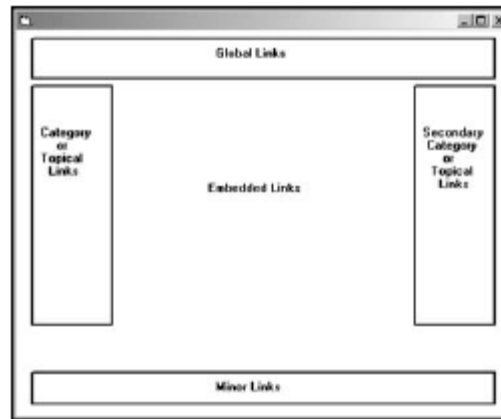 Global Links
Category
or
Topical
Links
Embedded Links
Secondary
Category
or
Topical
Links
Minor Links